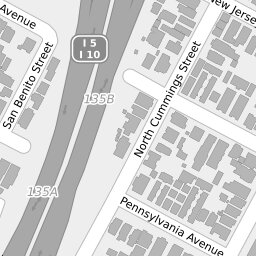 New Jersey
Avenue
I 5
I 10
San Benito Street
135B
North Cummings Street
135A
Pennsylvania Avenue